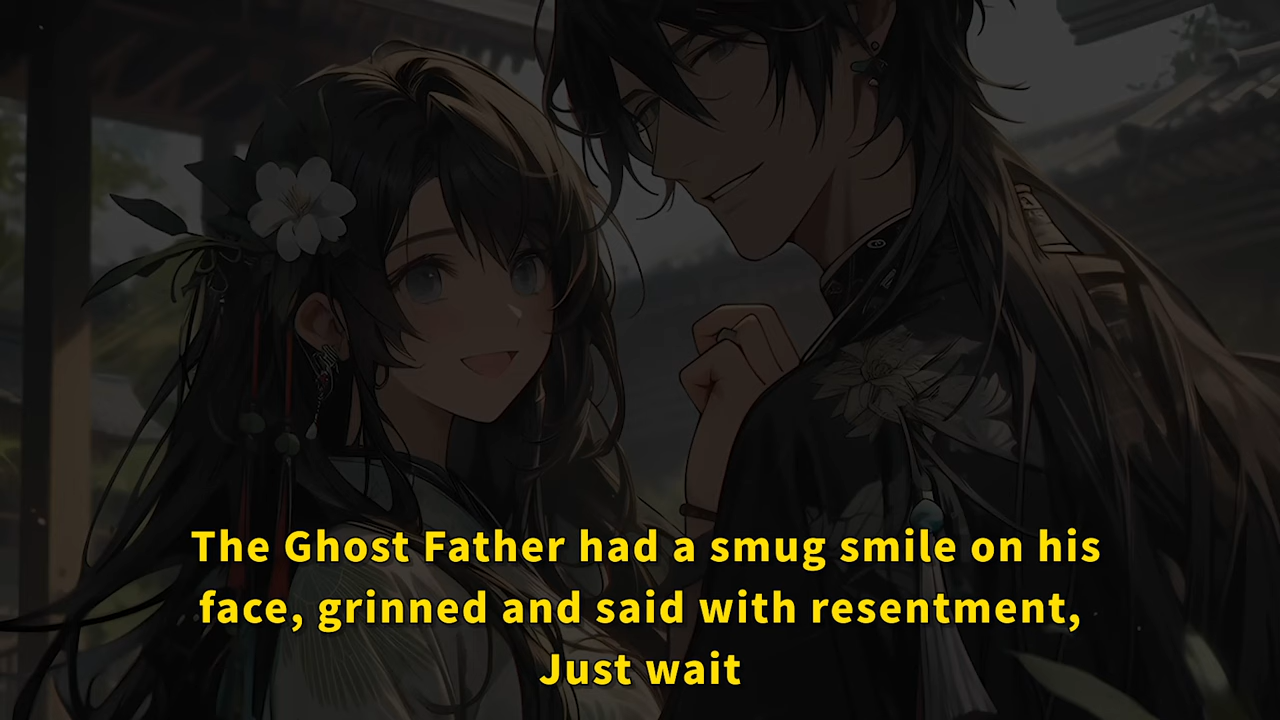 The Ghost Father had a smug smile on his
face, grinned and said with resentment,
Just wait